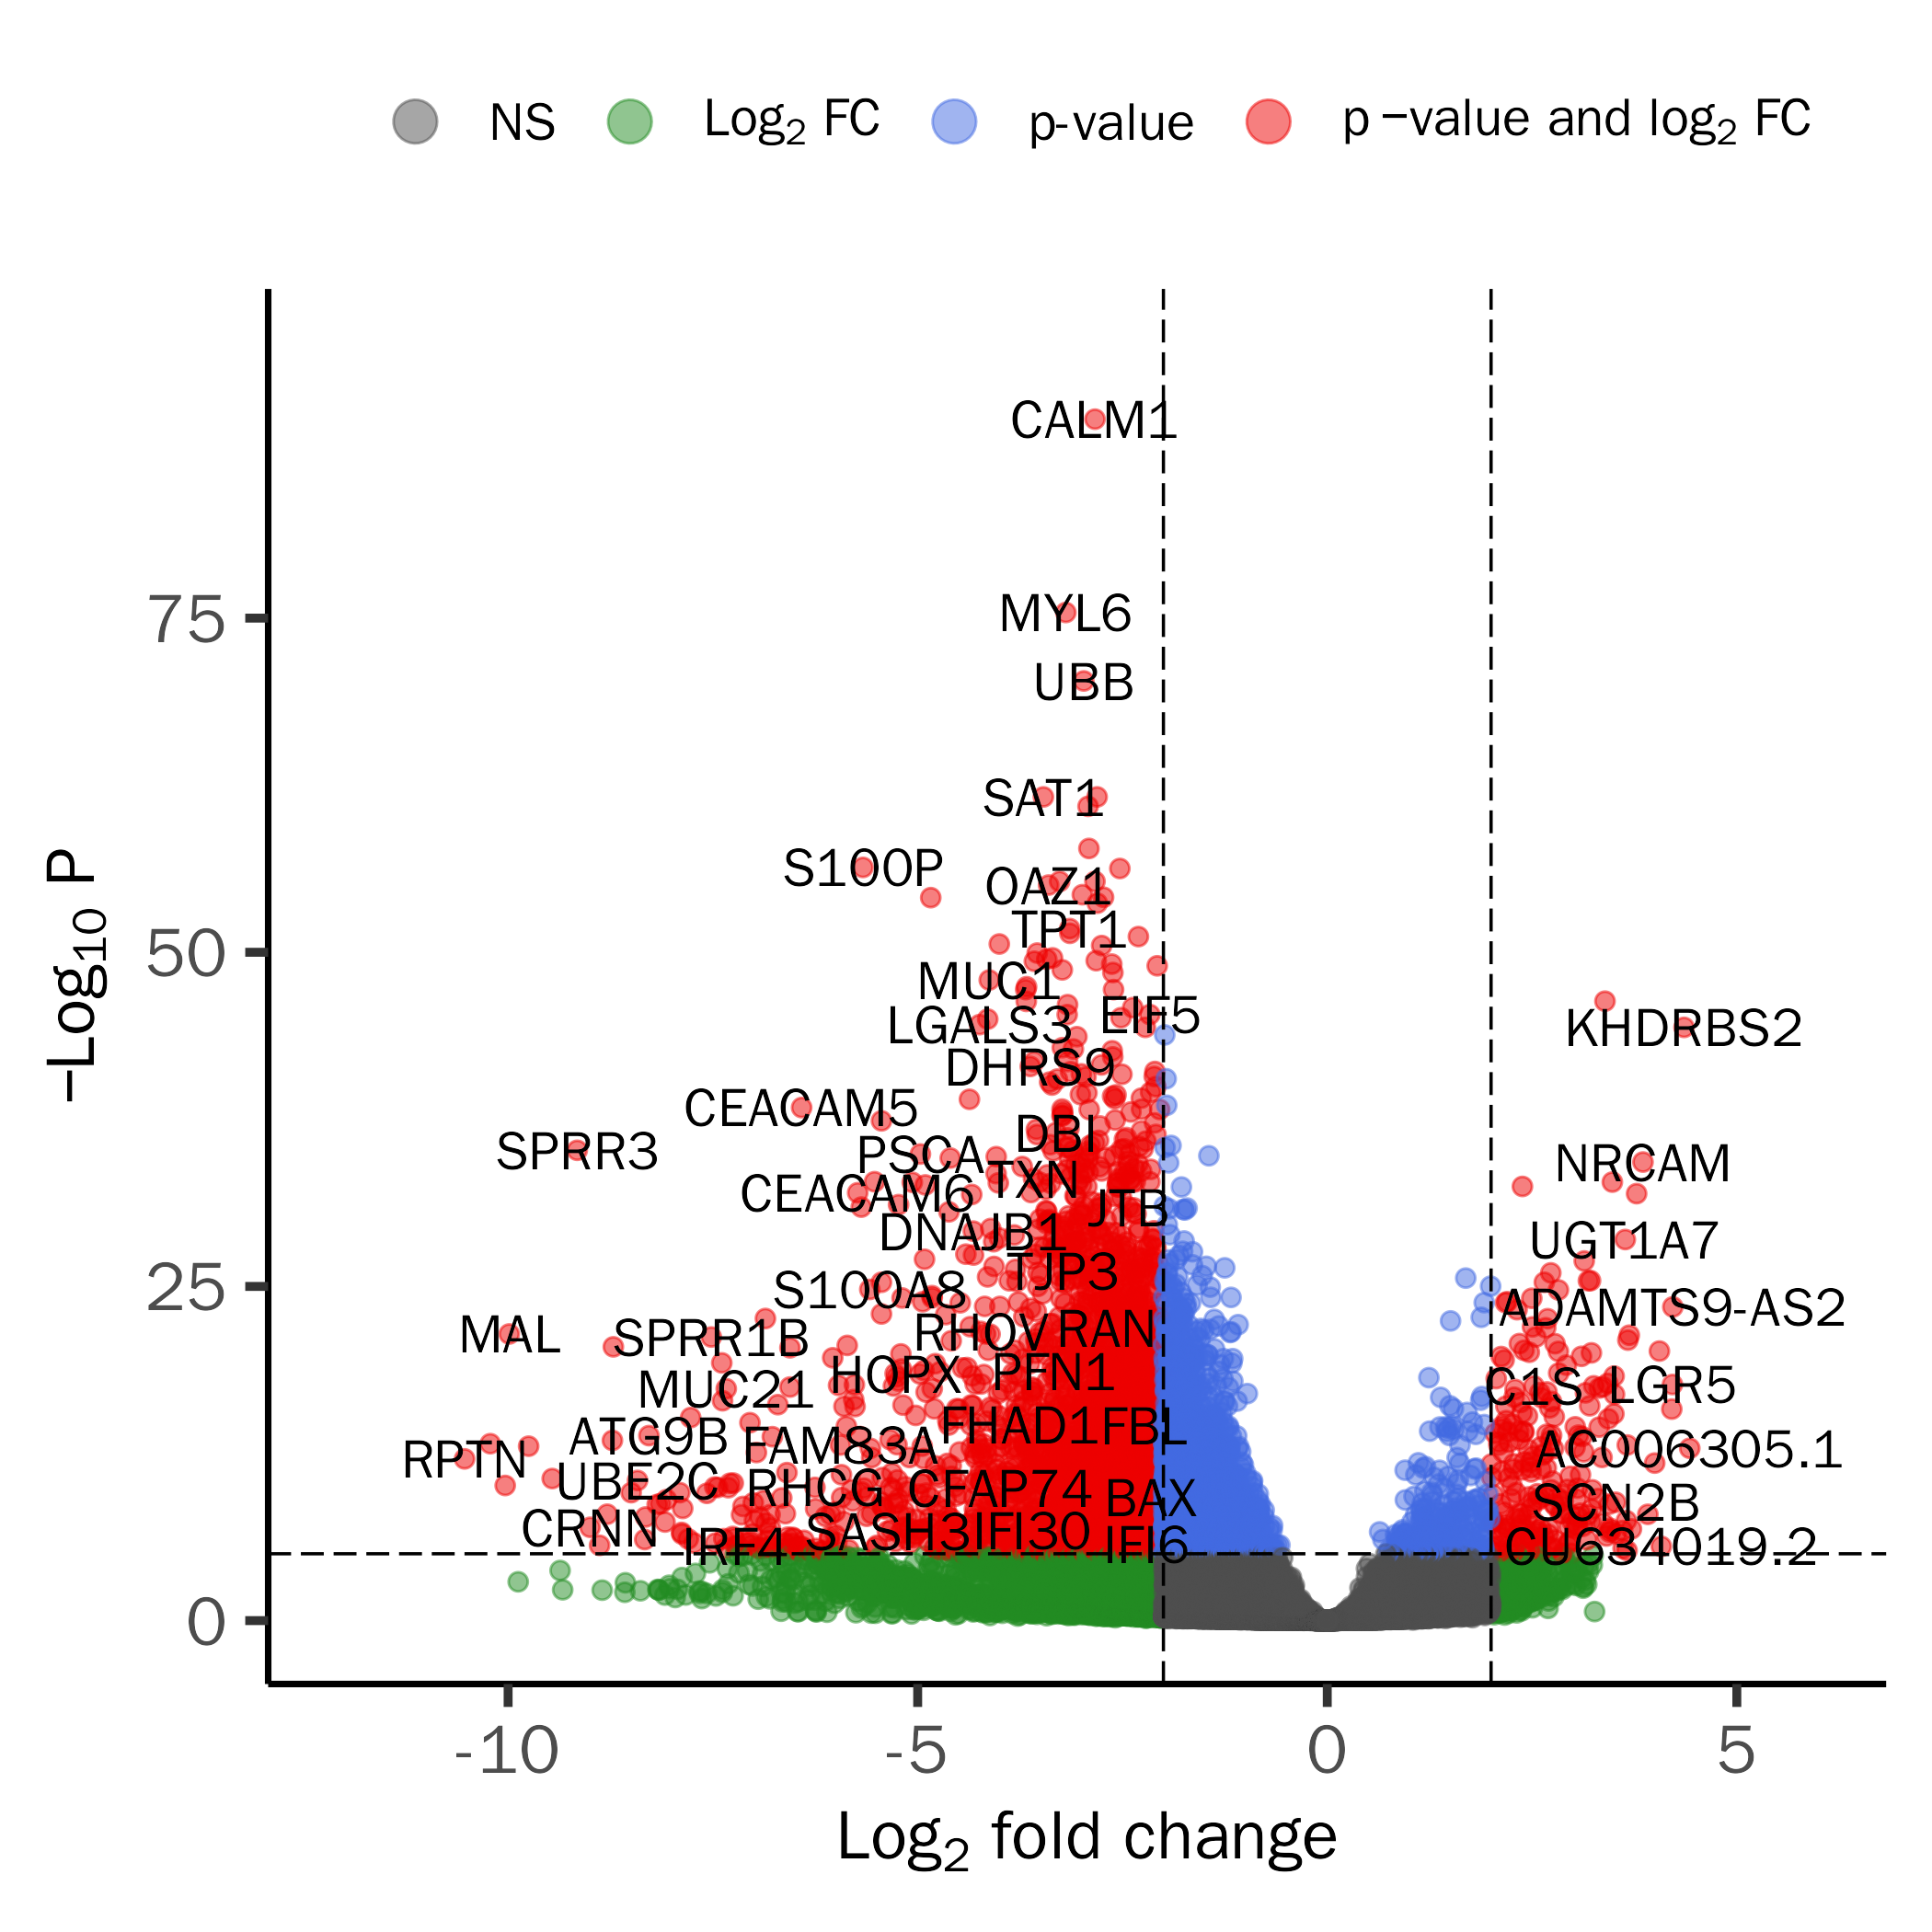 NS Log₂ FC p-value p −value and log₂ FC
CALM1
MYL6
75
UBB
SAT1
S100P
OAZ1
TPT1
50
MUC1
EIF5
LGALS3
KHDRBS2
DHRS9
CEACAM5
DBI
SPRR3
PSCA
NRCAM
TXN
CEACAM6
JTB
DNAJB1
UGT1A7
TJP3
25
S100A8
ADAMTS9-AS2
MAL
SPRR1B
RHOV
RAN
HOPX
PFN1
C1S
LGR5
MUC21
ATG9B
FHAD1
FBL
RPTN
FAM83A
AC006305.1
UBE2C
RHCG
CFAP74
BAX
SCN2B
CRNN
IRF4
SASH3
IFI30
IFI6
CU634019.2
0
−Log₁₀ P
-10 -5 0 5
Log₂ fold change